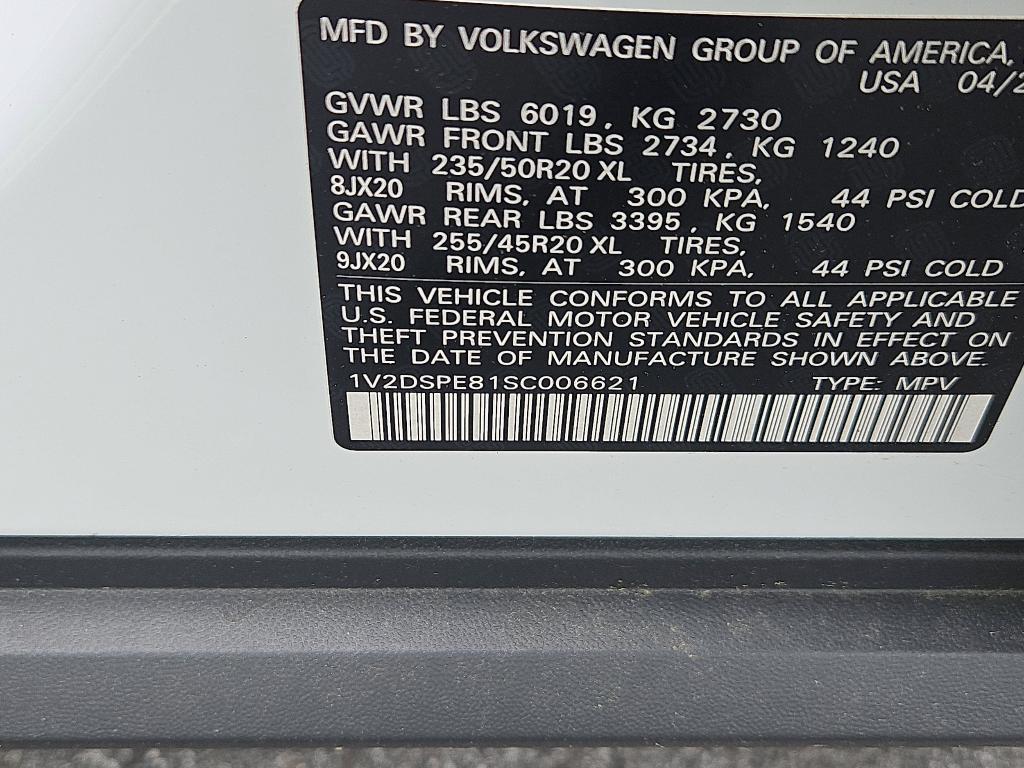 MFD BY VOLKSWAGEN GROUP OF AMERICA,
USA 04/2
GVWR LBS 6019, KG 2730
GAWR FRONT LBS 2734, KG 1240
WITH 235/50R20 XL TIRES,
8JX20 RIMS, AT 300 KPA, 44 PSI COLD
GAWR REAR LBS 3395, KG 1540
WITH 255/45R20 XL TIRES,
9JX20 RIMS, AT 300 KPA, 44 PSI COLD
THIS VEHICLE CONFORMS TO ALL APPLICABLE
U.S. FEDERAL MOTOR VEHICLE SAFETY AND
THEFT PREVENTION STANDARDS IN EFFECT ON
THE DATE OF MANUFACTURE SHOWN ABOVE.
1V2DSPE81SC006621 TYPE: MPV